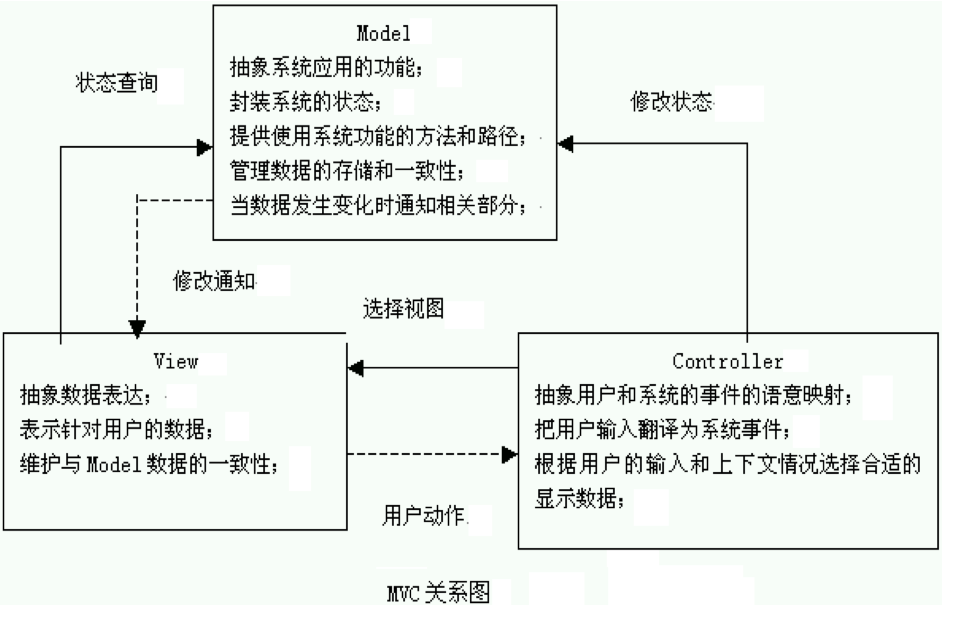 Model
抽象系统应用的功能；
状态查询
封装系统的状态；
修改状态
提供使用系统功能的方法和路径；
管理数据的存储和一致性；
当数据发生变化时通知相关部分；
修改通知
选择视图
View
抽象数据表达；
表示针对用户的数据；
维护与Model数据的一致性；
Controller
抽象用户和系统的事件的语意映射；
把用户输入翻译为系统事件；
根据用户的输入和上下文情况选择合适的
显示数据；
用户动作
MVC关系图